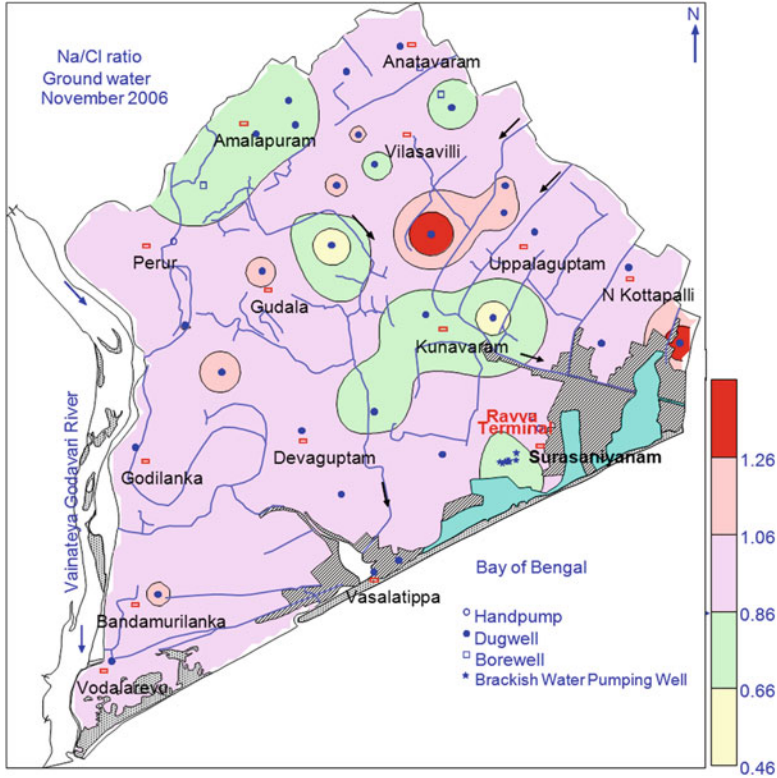 Na/Cl ratio
Ground water
November 2006
N
Anatavaram
Amalapuram
Vilasavilli
Perur
Uppalaguptam
Gudala
N Kottapalli
Kunavaram
Ravva
Terminal
Surasaniyanam
Devaguptam
Godilanka
Vainateya Godavari River
Bay of Bengal
Vasalatippa
Bandamurilanka
Vodalarevu
Handpump
Dugwell
Borewell
Brackish Water Pumping Well
1.26
1.06
0.86
0.66
0.46